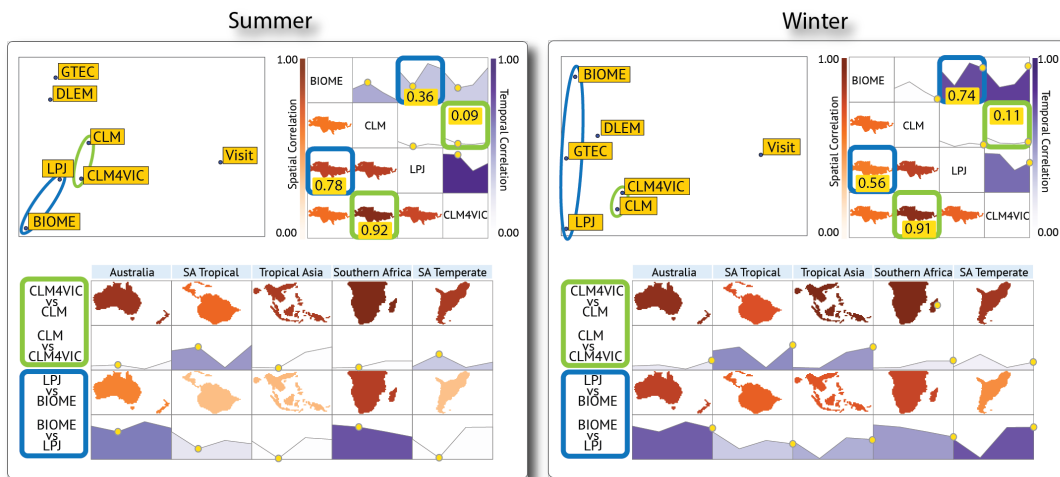 Summer
GTEC
DLEM
CLM
LPJ
CLM4VIC
Visit
BIOME
1.00
Spatial Correlation
0.00
BIOME
0.36
CLM
0.09
0.78
LPJ
0.92
CLM4VIC
1.00
Temporal Correlation
0.00
Australia
SA Tropical
Tropical Asia
Southern Africa
SA Temperate
CLM4VIC
vs
CLM
CLM
vs
CLM4VIC
LPJ
vs
BIOME
BIOME
vs
LPJ
Winter
BIOME
DLEM
GTEC
Visit
CLM4VIC
CLM
LPJ
1.00
Spatial Correlation
0.00
BIOME
0.74
CLM
0.11
0.56
LPJ
0.91
CLM4VIC
1.00
Temporal Correlation
0.00
Australia
SA Tropical
Tropical Asia
Southern Africa
SA Temperate
CLM4VIC
vs
CLM
CLM
vs
CLM4VIC
LPJ
vs
BIOME
BIOME
vs
LPJ